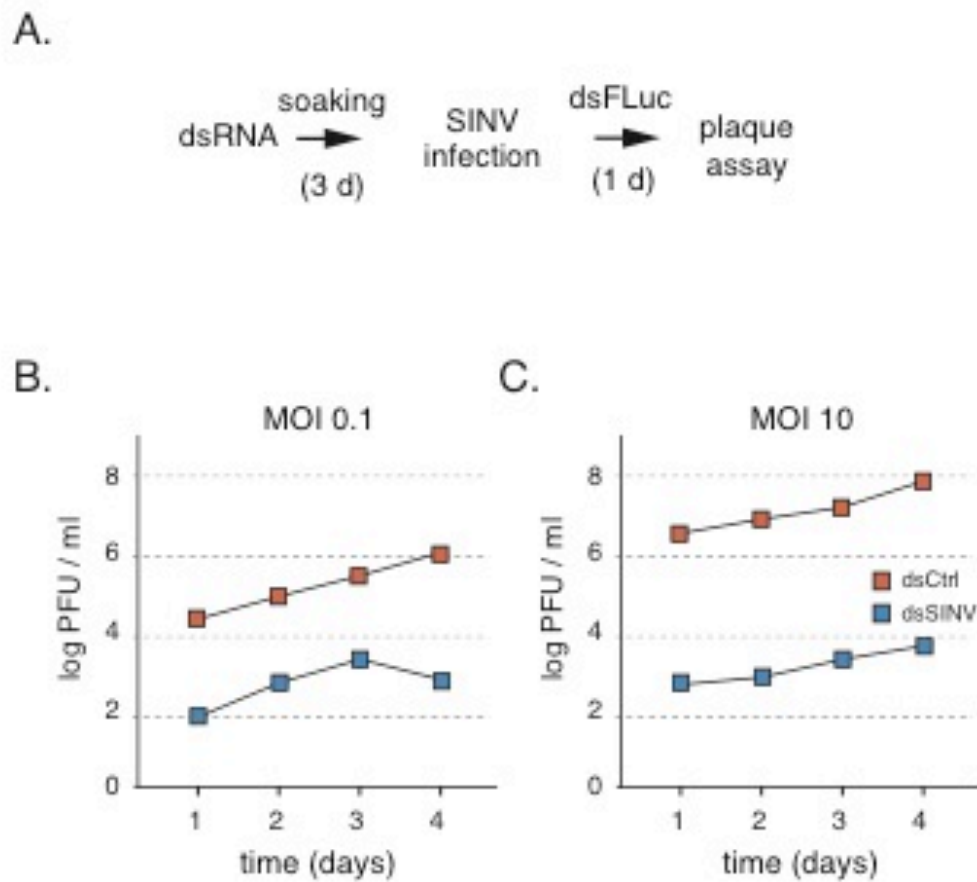 A.
soaking
dsRNA
(3 d)
SINV
infection
dsFLuc
(1 d)
plaque
assay
B.
MOI 0.1
log PFU / ml
8
6
4
2
0
1 2 3 4
time (days)
C.
MOI 10
log PFU / ml
8
6
4
2
0
dsCtrl
dsSINV
1 2 3 4
time (days)